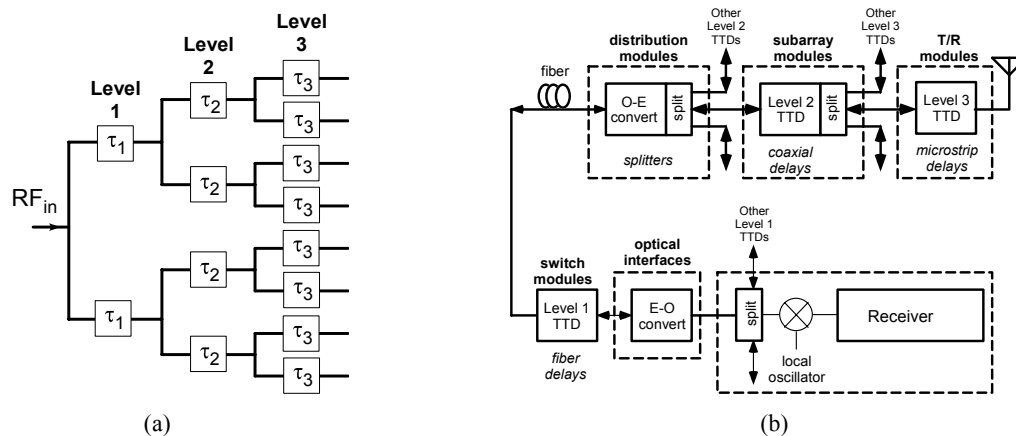 Level
1
Level
2
Level
3
RFin
τ1
τ1
τ2
τ2
τ2
τ2
τ3
τ3
τ3
τ3
τ3
τ3
τ3
τ3
(a)
Other
Level 2
TTDs
Other
Level 3
TTDs
distribution
modules
subarray
modules
T/R
modules
fiber
O-E
convert
split
Level 2
TTD
split
Level 3
TTD
splitters
coaxial
delays
microstrip
delays
Other
Level 1
TTDs
optical
interfaces
switch
modules
Level 1
TTD
E-O
convert
split
Receiver
fiber
delays
local
oscillator
(b)